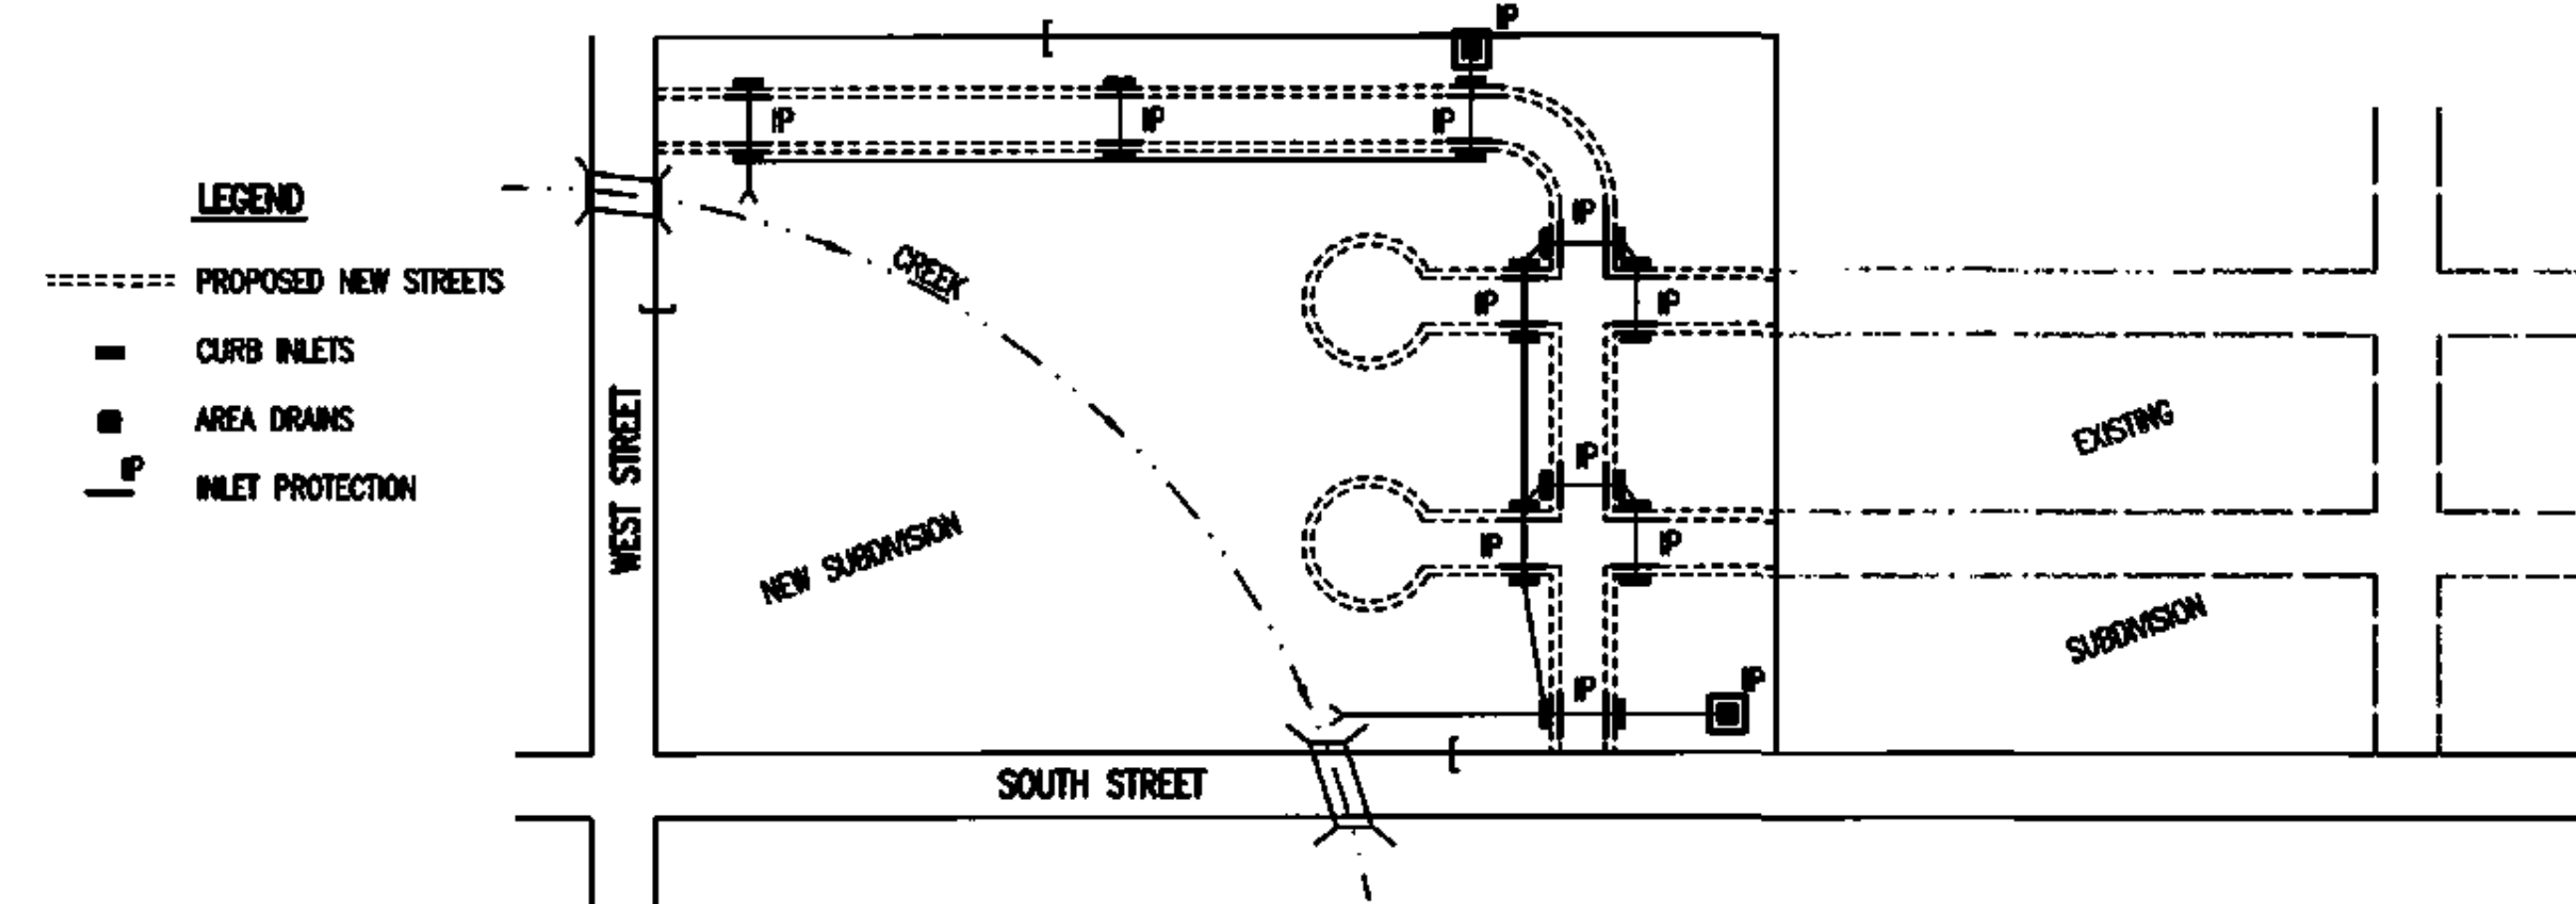 IP
IP
IP
IP
LEGEND
IP
PROPOSED NEW STREETS
CREEK
IP
IP
CURB INLETS
AREA DRAINS
EXISTING
IP
IP
INLET PROTECTION
WEST STREET
NEW SUBDIVISION
IP
IP
SUBDIVISION
IP
IP
SOUTH STREET